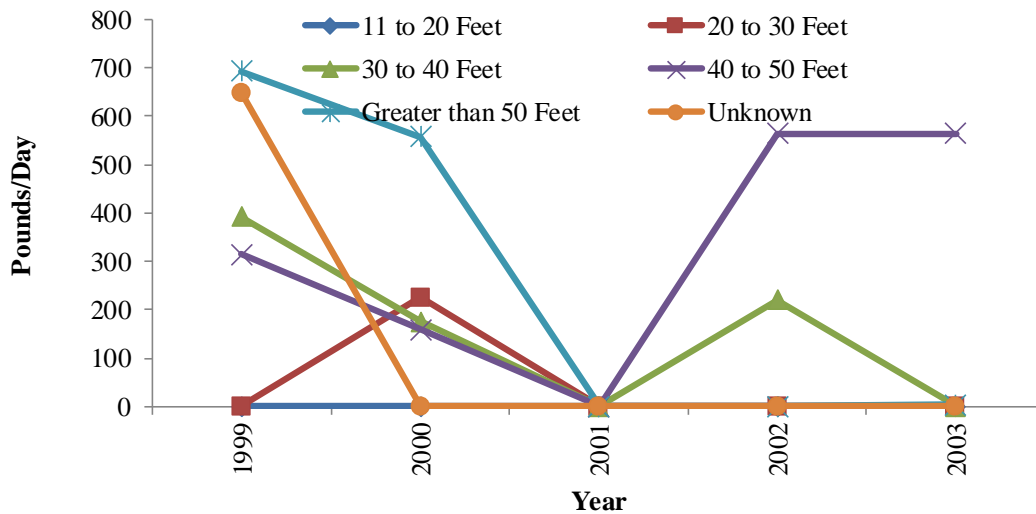 800
700
600
500
400
300
200
100
0
Pounds/Day
11 to 20 Feet
20 to 30 Feet
30 to 40 Feet
40 to 50 Feet
Greater than 50 Feet
Unknown
1999
2000
2001
2002
2003
Year